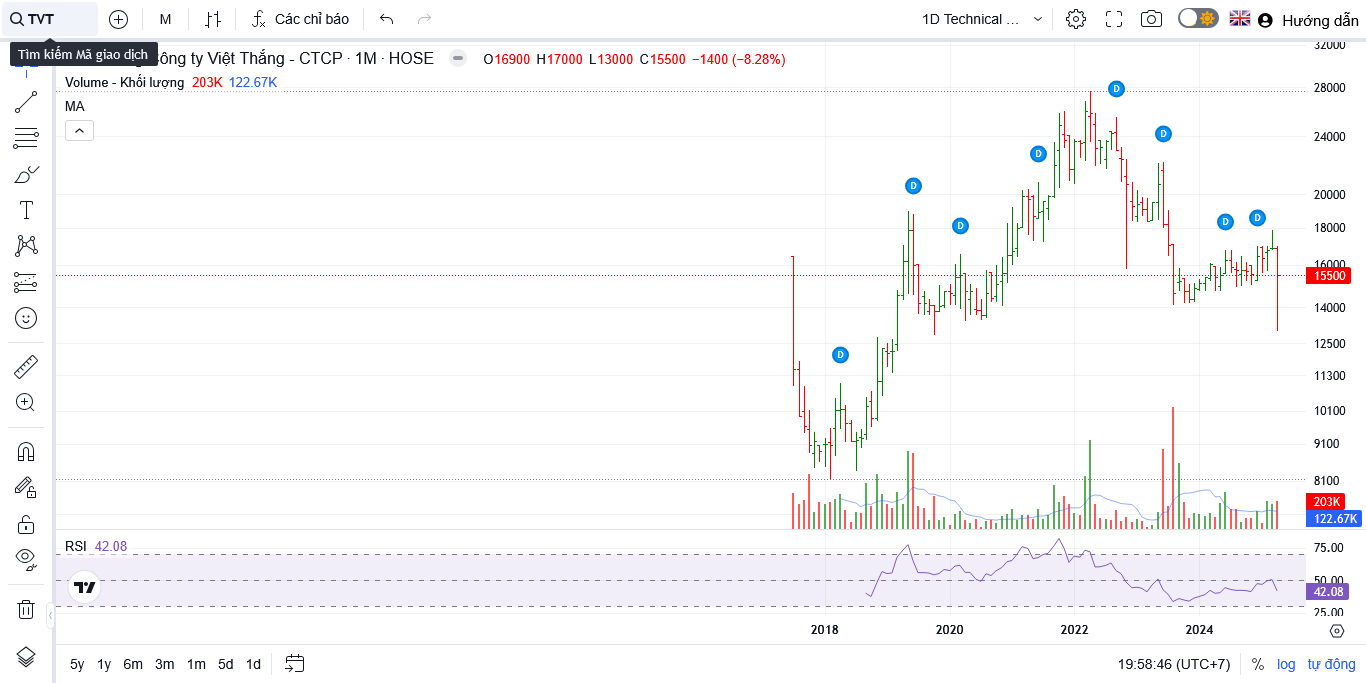 TVT M Các chỉ báo 1D Technical ... Hướng dẫn
Tìm kiếm Mã giao dịch
ông ty Việt Thắng - CTCP · 1M · HOSE O16900 H17000 L13000 C15500 −1400 (−8.28%)
Volume - Khối lượng 203K 122.67K
MA
32000
28000
24000
20000
18000
16000
15500
14000
12500
11300
10100
9100
8100
203K
122.67K
D
D
D
D
D
D
D
D
RSI 42.08
75.00
50.00
42.08
25.00
2018 2020 2022 2024
5y 1y 6m 3m 1m 5d 1d 19:58:46 (UTC+7) % log tự động